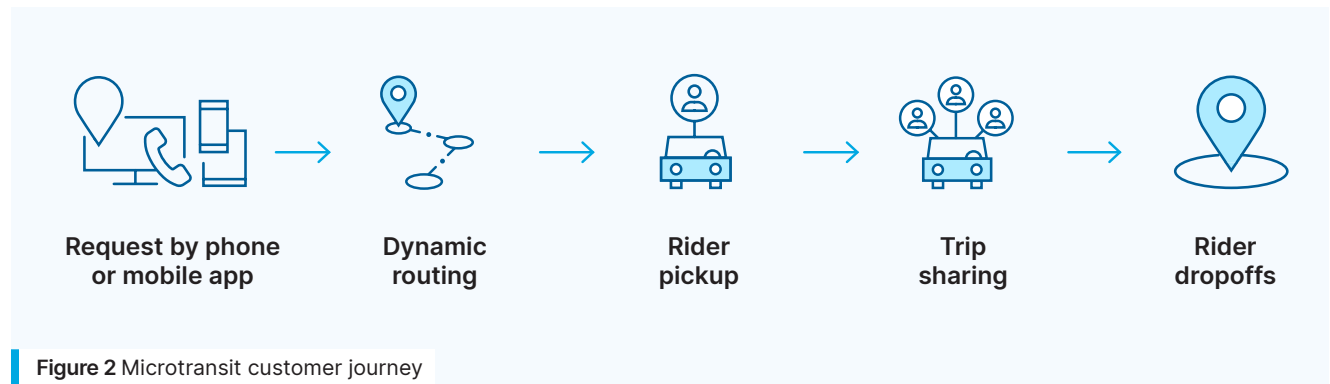 Request by phone
or mobile app
Dynamic
routing
Rider
pickup
Trip
sharing
Rider
dropoffs
Figure 2 Microtransit customer journey